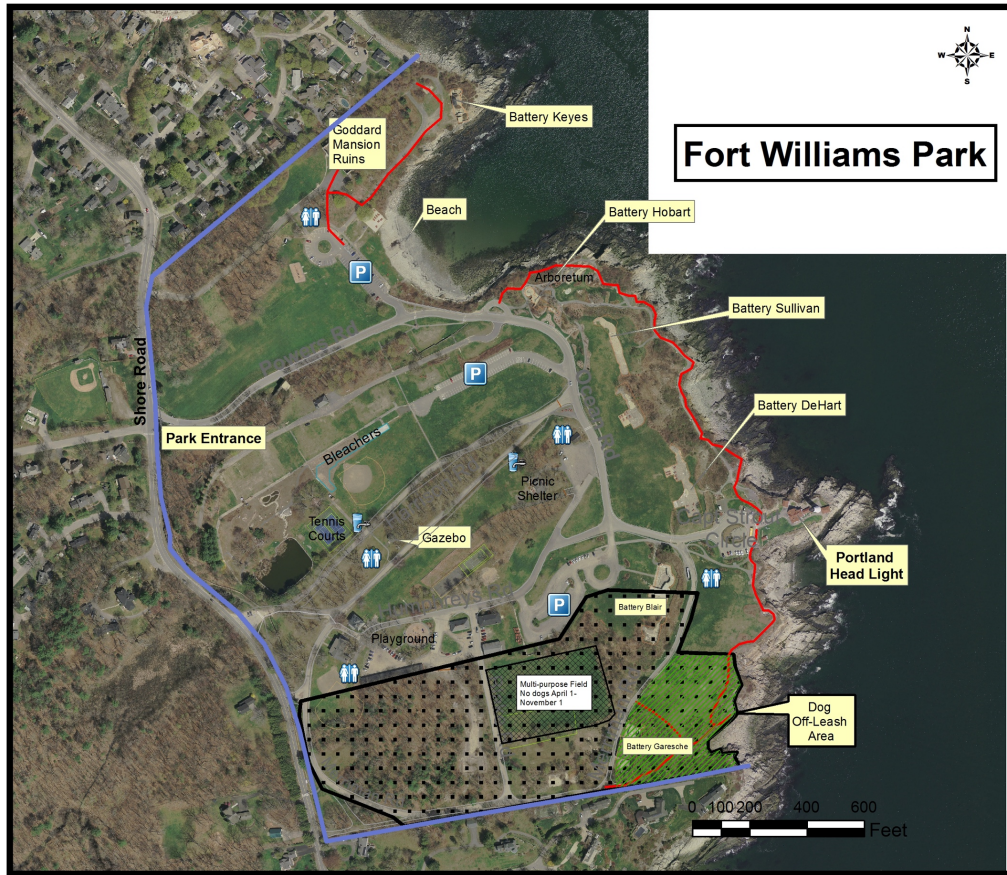 N
W E
S
Fort Williams Park
Battery Keyes
Goddard
Mansion
Ruins
Beach
Battery Hobart
Arboretum
Battery Sullivan
P
Shore Road
P
Battery DeHart
Park Entrance
Bleachers
Picnic
Shelter
Tennis
Courts
Gazebo
Circle
Portland
Head Light
P
Battery Blair
Playground
Multi-purpose Field
No dogs April 1-
November 1
Dog
Off-Leash
Area
Battery Garesche
0 100 200 600
Feet